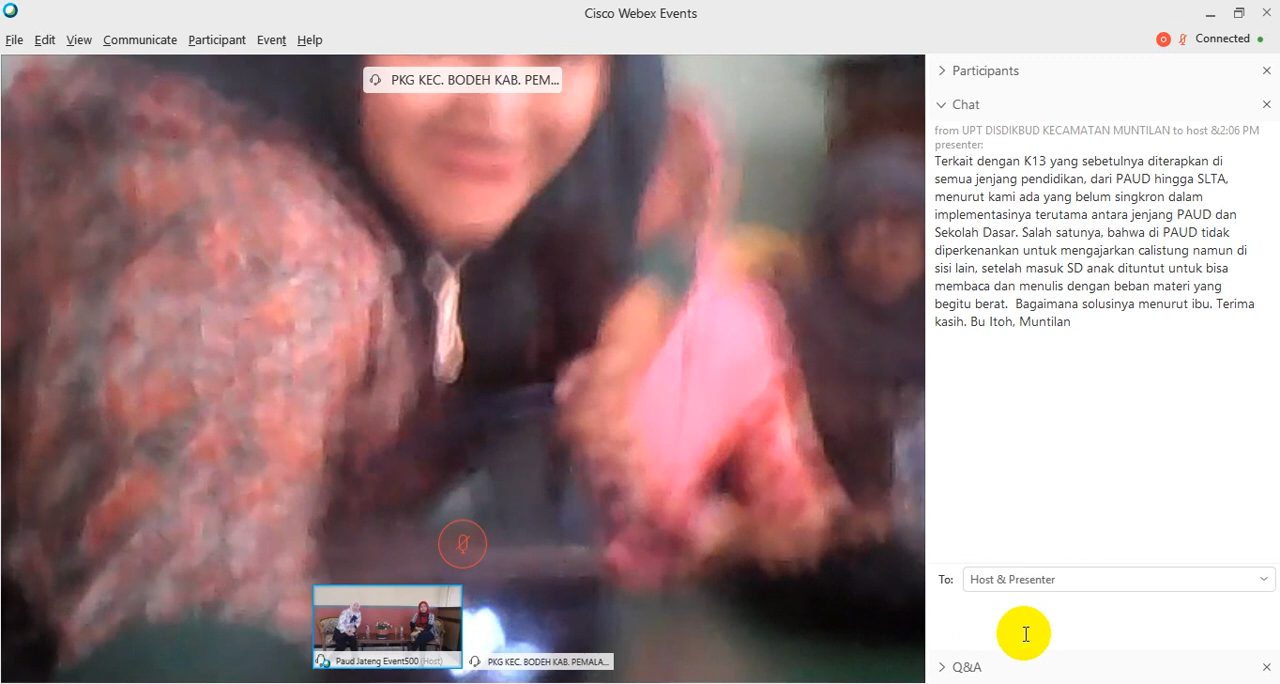 Cisco Webex Events
File Edit View Communicate Participant Event Help
Connected
PKG KEC. BODEH KAB. PEM...
Participants
Chat
from UPT DISDIKBUD KECAMATAN MUNTILAN to host &2:06 PM
presenter:
Terkait dengan K13 yang sebetulnya diterapkan di
semua jenjang pendidikan, dari PAUD hingga SLTA,
menurut kami ada yang belum singkron dalam
implementasinya terutama antara jenjang PAUD dan
Sekolah Dasar. Salah satunya, bahwa di PAUD tidak
diperkenankan untuk mengajarkan calistung namun di
sisi lain, setelah masuk SD anak dituntut untuk bisa
membaca dan menulis dengan beban materi yang
begitu berat.  Bagaimana solusinya menurut ibu. Terima
kasih. Bu Itoh, Muntilan
To: Host & Presenter
Paud Jateng Event500 (Host)
PKG KEC. BODEH KAB. PEMALA...
Q&A